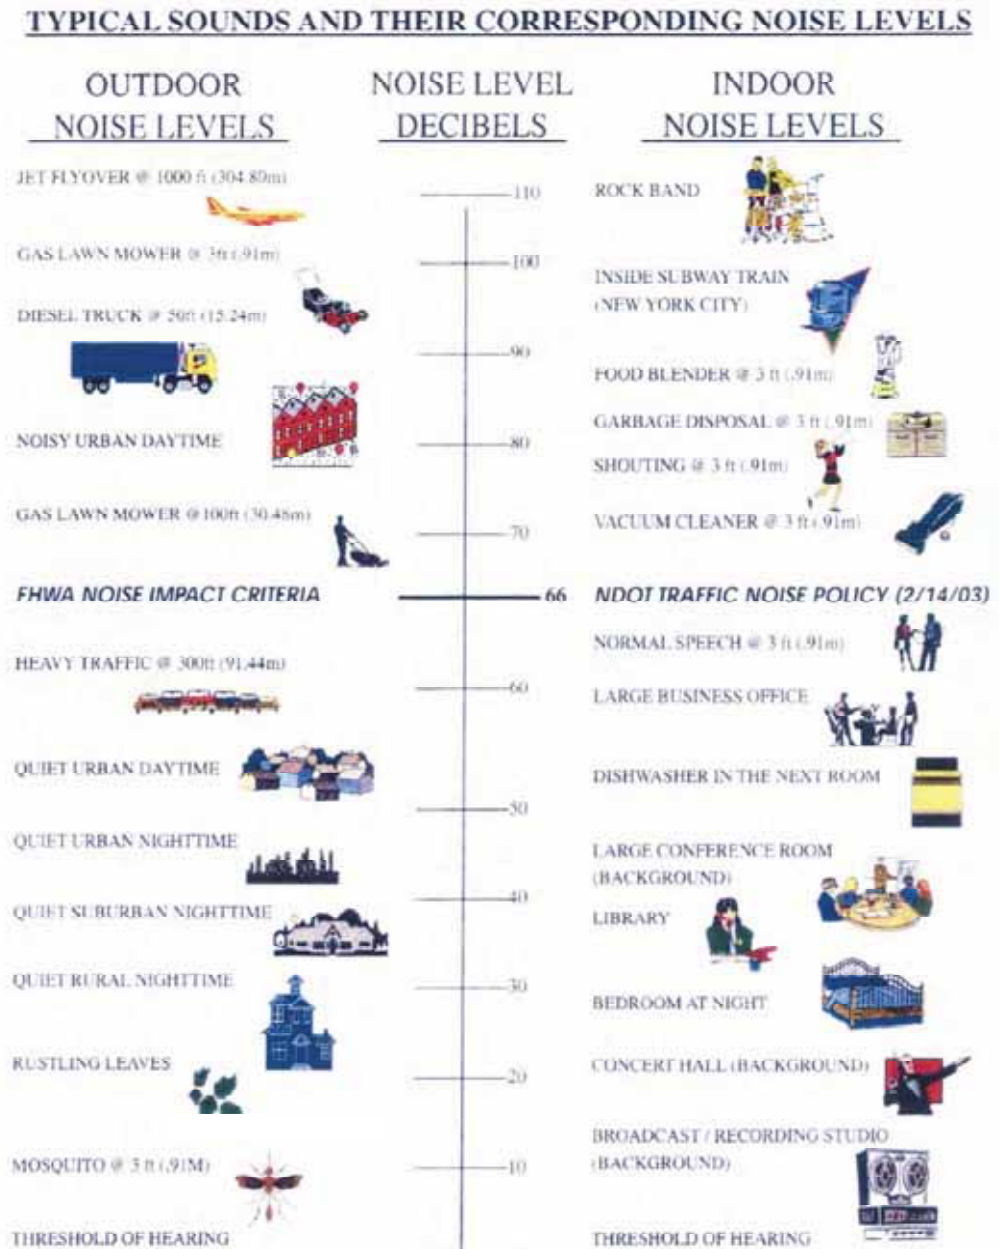 TYPICAL SOUNDS AND THEIR CORRESPONDING NOISE LEVELS
OUTDOOR
NOISE LEVELS
NOISE LEVEL
DECIBELS
INDOOR
NOISE LEVELS
JET FLYOVER @ 1000 ft (304.80m)
110
ROCK BAND
GAS LAWN MOWER @ 3ft (.91m)
100
INSIDE SUBWAY TRAIN
(NEW YORK CITY)
DIESEL TRUCK @ 50ft (15.24m)
90
FOOD BLENDER @ 3 ft (.91m)
GARBAGE DISPOSAL @ 3 ft (.91m)
NOISY URBAN DAYTIME
80
SHOUTING @ 3 ft (.91m)
GAS LAWN MOWER @100ft (30.48m)
70
VACUUM CLEANER @ 3 ft (.91m)
FHWA NOISE IMPACT CRITERIA
66
NDOT TRAFFIC NOISE POLICY (2/14/03)
NORMAL SPEECH @ 3 ft (.91m)
HEAVY TRAFFIC @ 300ft (91.44m)
60
LARGE BUSINESS OFFICE
QUIET URBAN DAYTIME
DISHWASHER IN THE NEXT ROOM
50
QUIET URBAN NIGHTTIME
LARGE CONFERENCE ROOM
(BACKGROUND)
40
QUIET SUBURBAN NIGHTTIME
LIBRARY
QUIET RURAL NIGHTTIME
30
BEDROOM AT NIGHT
RUSTLING LEAVES
20
CONCERT HALL (BACKGROUND)
BROADCAST / RECORDING STUDIO
(BACKGROUND)
MOSQUITO @ 3 ft (.91M)
10
THRESHOLD OF HEARING
THRESHOLD OF HEARING